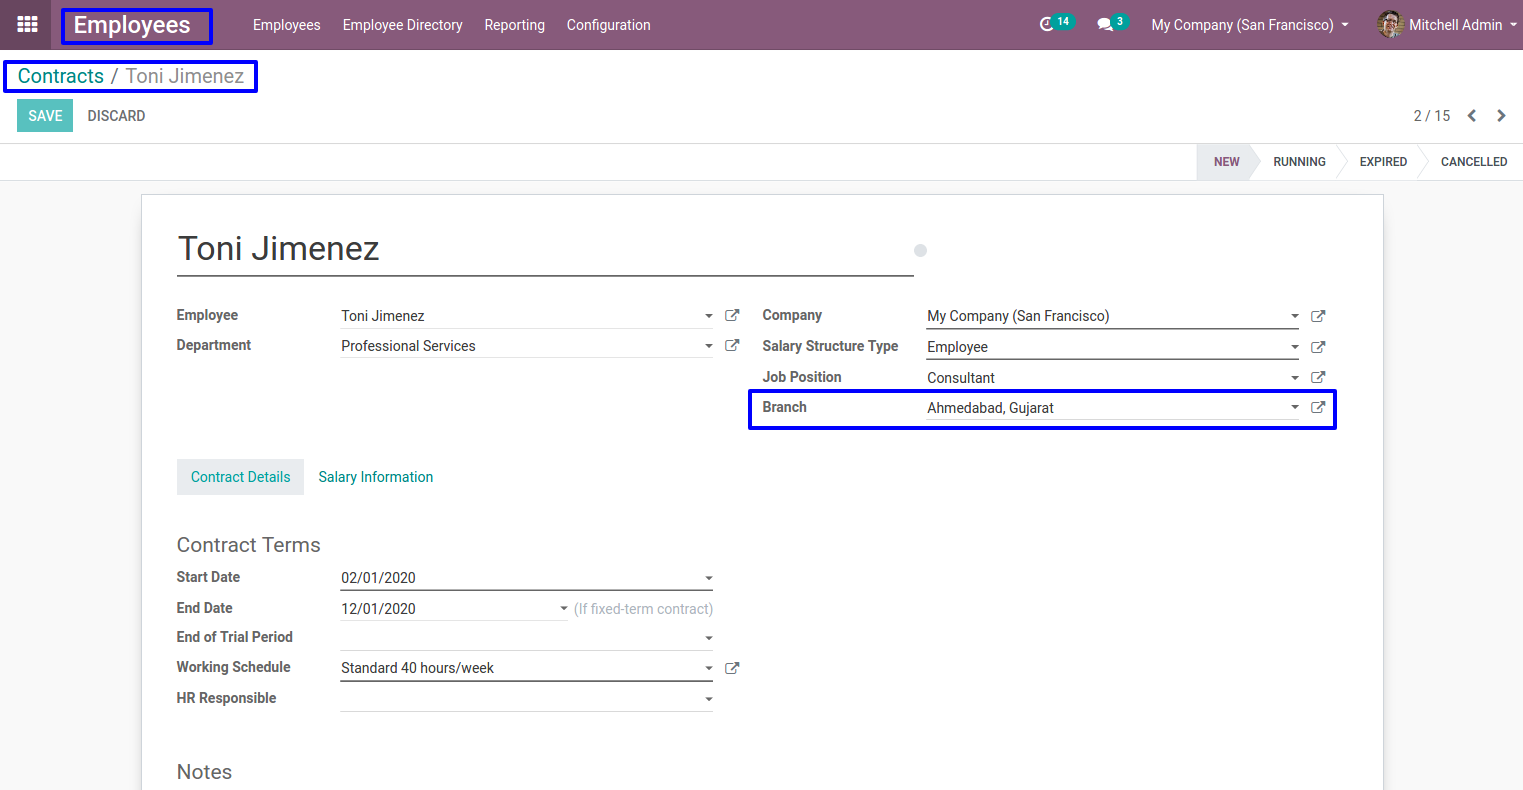 Employees Employees Employee Directory Reporting Configuration 14 3 My Company (San Francisco) Mitchell Admin
Contracts / Toni Jimenez
SAVE DISCARD 2 / 15
NEW RUNNING EXPIRED CANCELLED
Toni Jimenez
Employee Toni Jimenez Company My Company (San Francisco)
Department Professional Services Salary Structure Type Employee
Job Position Consultant
Branch Ahmedabad, Gujarat
Contract Details Salary Information
Contract Terms
Start Date 02/01/2020
End Date 12/01/2020 (If fixed-term contract)
End of Trial Period
Working Schedule Standard 40 hours/week
HR Responsible
Notes